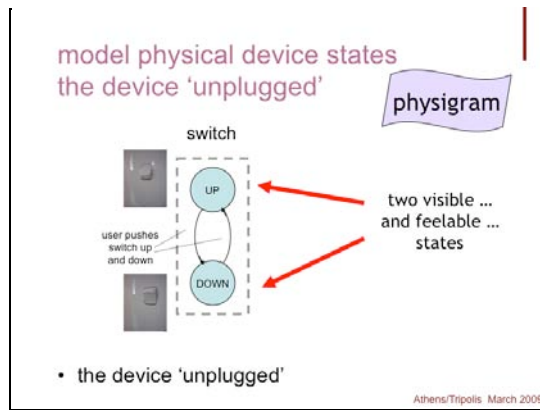 model physical device states
the device 'unplugged'
physigram
switch
UP
user pushes
switch up
and down
DOWN
two visible ...
and feelable ...
states
• the device 'unplugged'
Athens/Tripolis March 2009